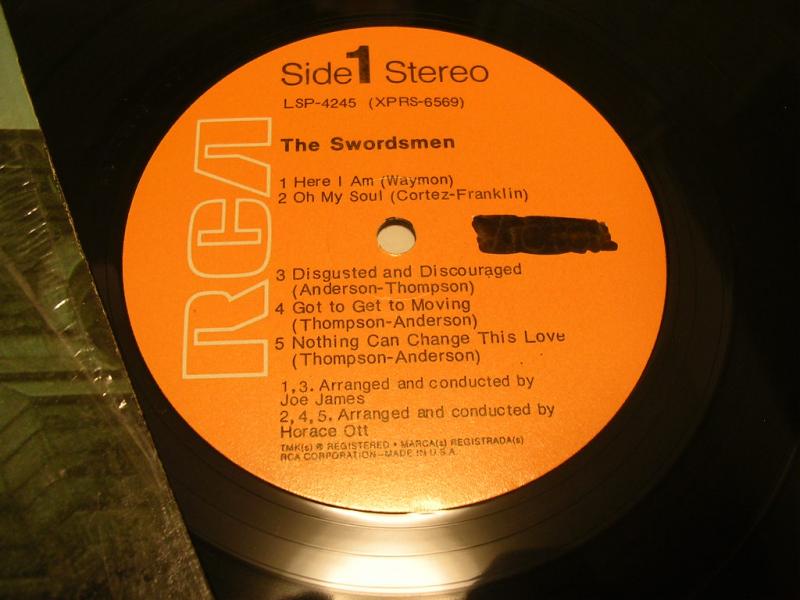 Side 1 Stereo
LSP-4245 (XPRS-6569)
The Swordsmen
1 Here I Am (Waymon)
2 Oh My Soul (Cortez-Franklin)
RCA
3 Disgusted and Discouraged
(Anderson-Thompson)
4 Got to Get to Moving
(Thompson-Anderson)
5 Nothing Can Change This Love
(Thompson-Anderson)
1,3. Arranged and conducted by
Joe James
2,4,5. Arranged and conducted by
Horace Ott
TMK(s) ® REGISTERED • MARCA(s) REGISTRADA(s)
RCA CORPORATION—MADE IN U.S.A.